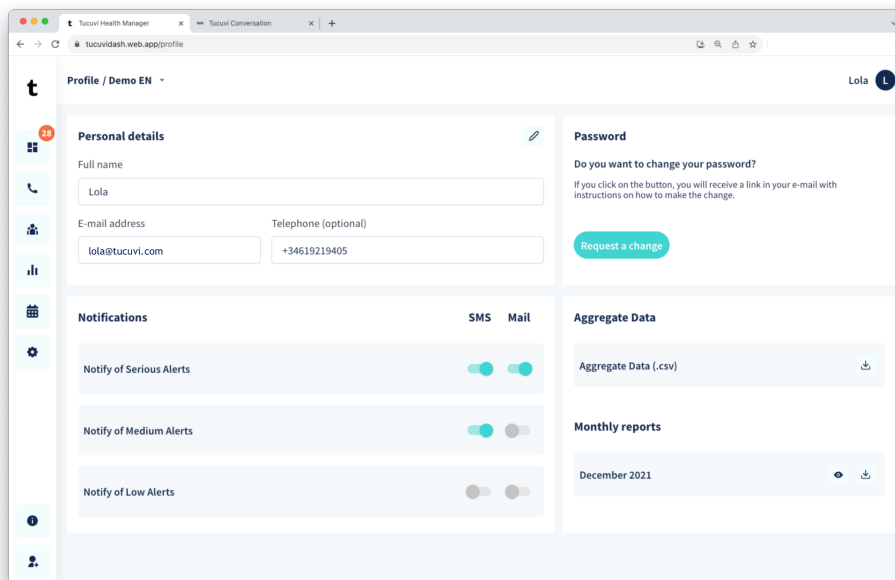 t Tucuvi Health Manager
Tucuvi Conversation
tucuvidash.web.app/profile
t
Profile / Demo EN
Lola L
28
Personal details
Full name
Lola
E-mail address Telephone (optional)
lola@tucuvi.com +34619219405
Password
Do you want to change your password?
If you click on the button, you will receive a link in your e-mail with
instructions on how to make the change.
Request a change
Notifications SMS Mail
Notify of Serious Alerts
Notify of Medium Alerts
Notify of Low Alerts
Aggregate Data
Aggregate Data (.csv)
Monthly reports
December 2021